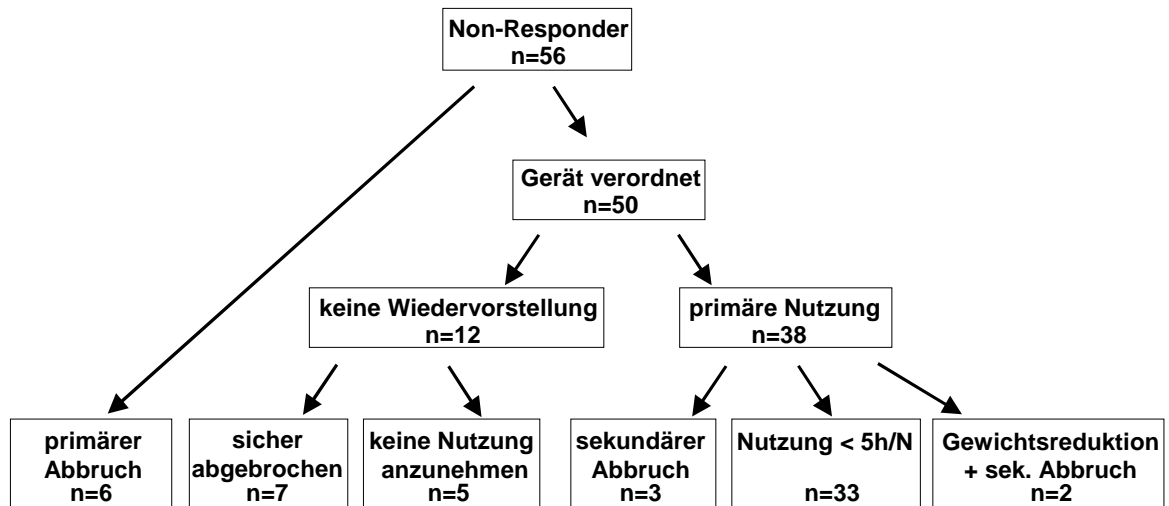 Non-Responder
n=56
Gerät verordnet
n=50
keine Wiedervorstellung
n=12
primäre Nutzung
n=38
primärer
Abbruch
n=6
sicher
abgebrochen
n=7
keine Nutzung
anzunehmen
n=5
sekundärer
Abbruch
n=3
Nutzung < 5h/N
n=33
Gewichtsreduktion
+ sek. Abbruch
n=2